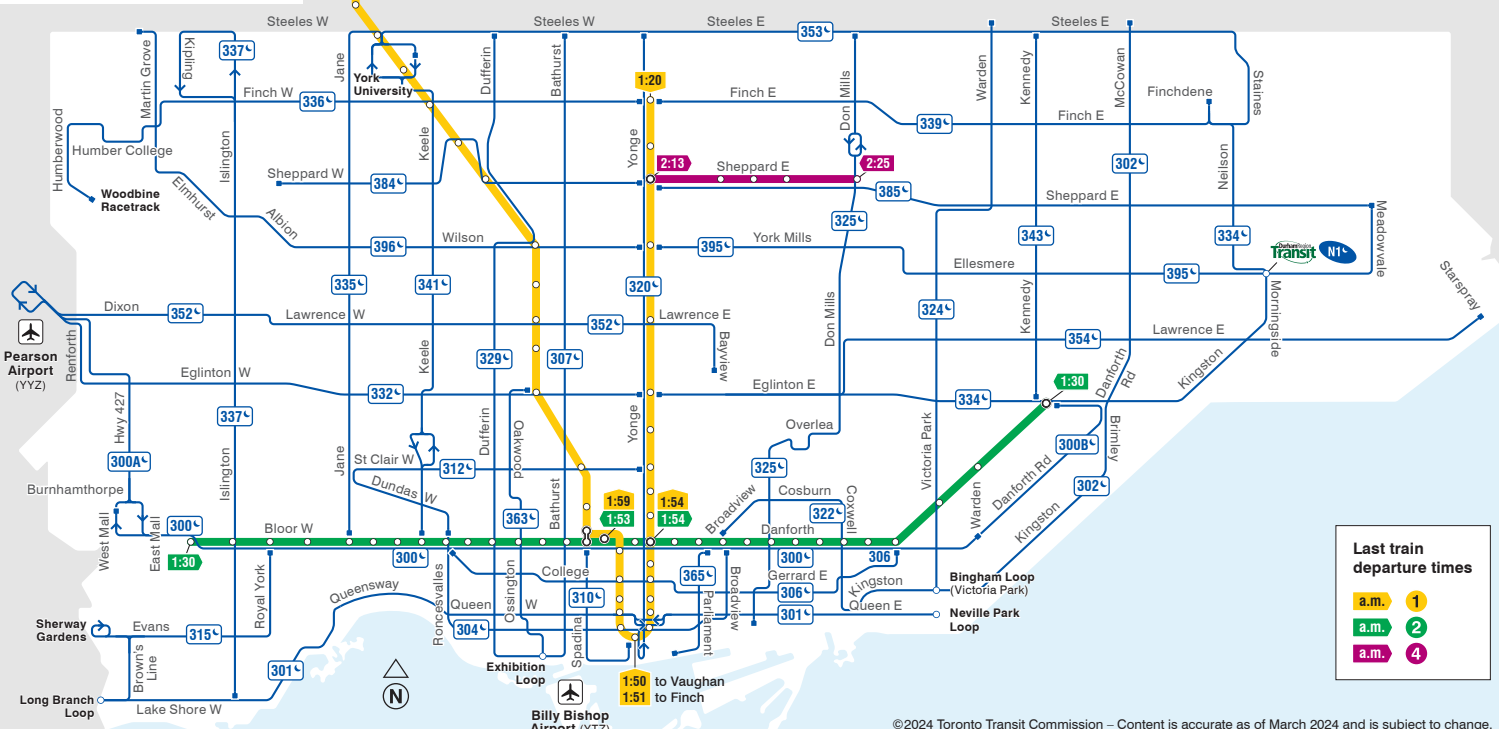 Steeles W
Steeles W
Steeles E
353
Steeles E
337
Kipling
Martin Grove
Jane
York
University
Dufferin
Bathurst
1:20
Don Mills
Warden
Kennedy
McCowan
Finchdene
Staines
Finch W
336
Finch E
339
Finch E
Humberwood
Humber College
Islington
Keele
Yonge
Neilson
Woodbine
Racetrack
Elmhurst
Albion
Sheppard W
384
2:13
Sheppard E
2:25
385
Sheppard E
302
Meadowvale
325
396
Wilson
395
York Mills
343
334
DurhamRegion
Transit
N1
Ellesmere
395
Morningside
Starspray
335
341
320
Pearson
Airport
(YYZ)
Dixon
352
Lawrence W
352
Lawrence E
Bayview
Don Mills
324
Kennedy
354
Lawrence E
Renforth
Keele
329
307
Eglinton W
332
Eglinton E
334
1:30
Danforth
Rd
Kingston
Hwy 427
337
Jane
Dufferin
Oakwood
Yonge
Overlea
Victoria Park
300B
Brimley
300A
Islington
St Clair W
312
325
Danforth Rd
302
Burnhamthorpe
Dundas W
Bathurst
1:59
1:53
1:54
1:54
Broadview
Cosburn
322
Coxwell
Warden
Kingston
West Mall
East Mall
300
Bloor W
363
Danforth
1:30
300
300
306
Royal York
College
365
Gerrard E
306
Kingston
Bingham Loop
(Victoria Park)
Queensway
Roncesvalles
Ossington
310
Queen
W
Parliament
Broadview
301
Queen E
Neville Park
Loop
Sherway
Gardens
Evans
315
304
Spadina
Brown's
Line
301
N
Exhibition
Loop
1:50 to Vaughan
1:51 to Finch
Long Branch
Loop
Lake Shore W
Billy Bishop
Airport (YTZ)
Last train
departure times
a.m. 1
a.m. 2
a.m. 4
©2024 Toronto Transit Commission – Content is accurate as of March 2024 and is subject to change.